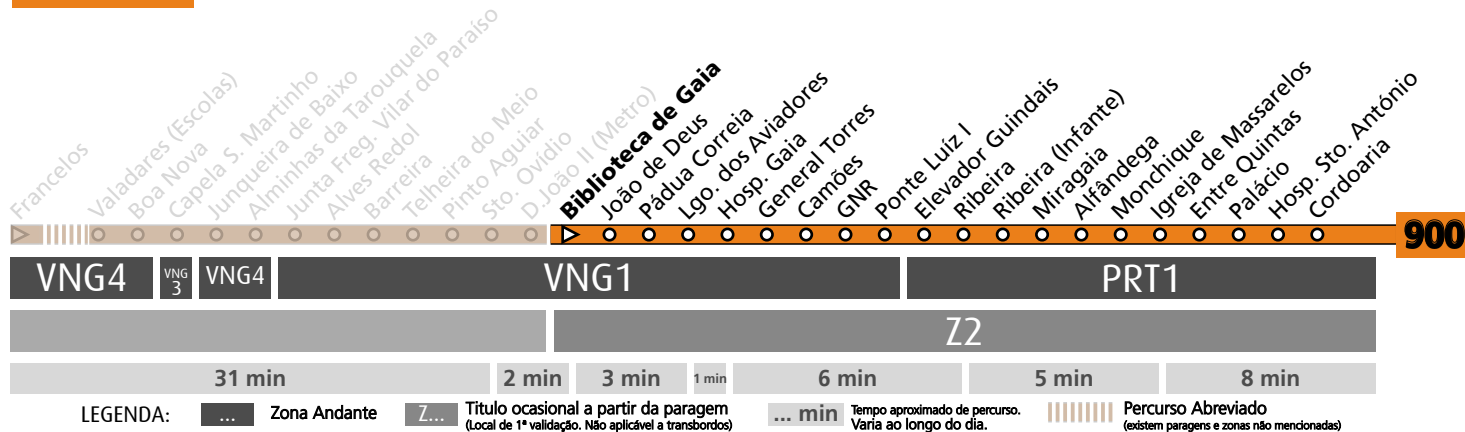 Francelos
Valadares (Escolas)
Boa Nova
Capela S. Martinho
Junqueira de Baixo
Alminhas da Tarouquela
Junta Freg. Vilar do Paraíso
Alves Redol
Barreira
Telheira do Meio
Pinto Aguiar
Sto. Ovídio
D.João II (Metro)
Biblioteca de Gaia
João de Deus
Pádua Correia
Lgo. dos Aviadores
Hosp. Gaia
General Torres
Camões
GNR
Ponte Luíz I
Elevador Guindais
Ribeira
Ribeira (Infante)
Miragaia
Alfândega
Monchique
Igreja de Massarelos
Entre Quintas
Palácio
Hosp. Sto. António
Cordoaria
900
VNG4
VNG
3
VNG4
VNG1
PRT1
Z2
31 min
2 min
3 min
1 min
6 min
5 min
8 min
LEGENDA:
...
Zona Andante
Z...
Titulo ocasional a partir da paragem
(Local de 1ª validação. Não aplicável a transbordos)
... min
Tempo aproximado de percurso.
Varia ao longo do dia.
Percurso Abreviado
(existem paragens e zonas não mencionadas)